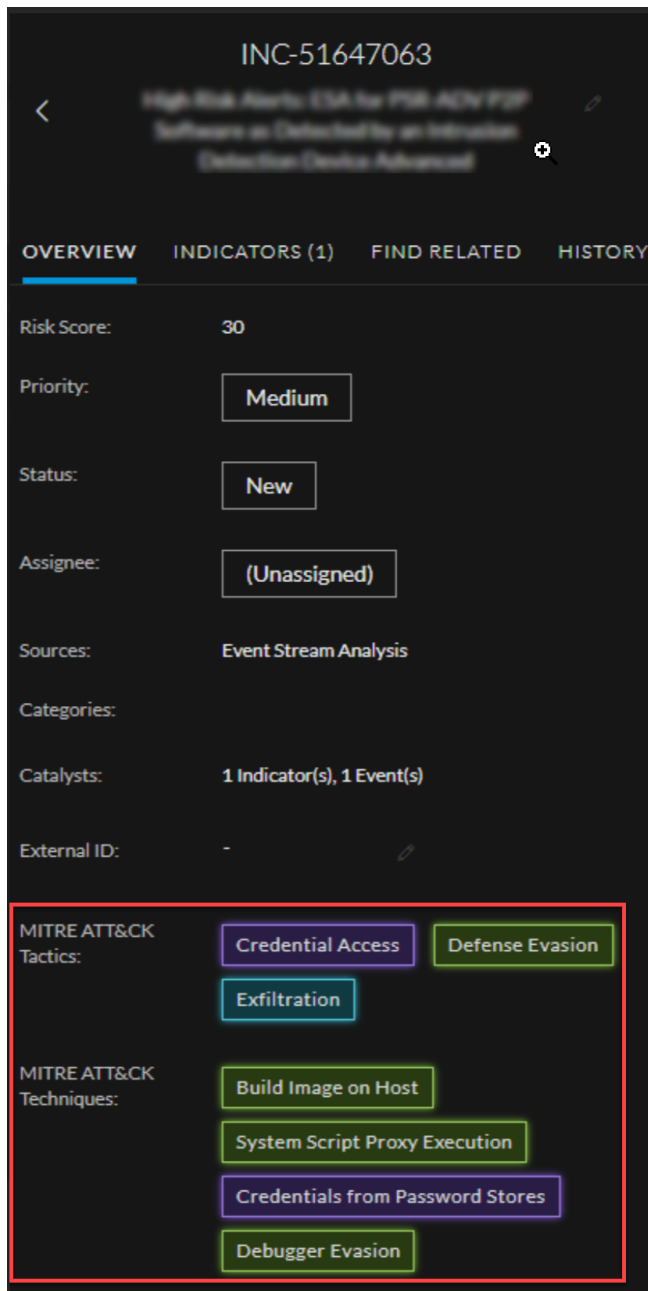 INC-51647063
OVERVIEW INDICATORS (1) FIND RELATED HISTORY
Risk Score: 30
Priority: Medium
Status: New
Assignee: (Unassigned)
Sources: Event Stream Analysis
Categories:
Catalysts: 1 Indicator(s), 1 Event(s)
External ID: -
MITRE ATT&CK Tactics: Credential Access Defense Evasion
Exfiltration
MITRE ATT&CK Techniques: Build Image on Host
System Script Proxy Execution
Credentials from Password Stores
Debugger Evasion